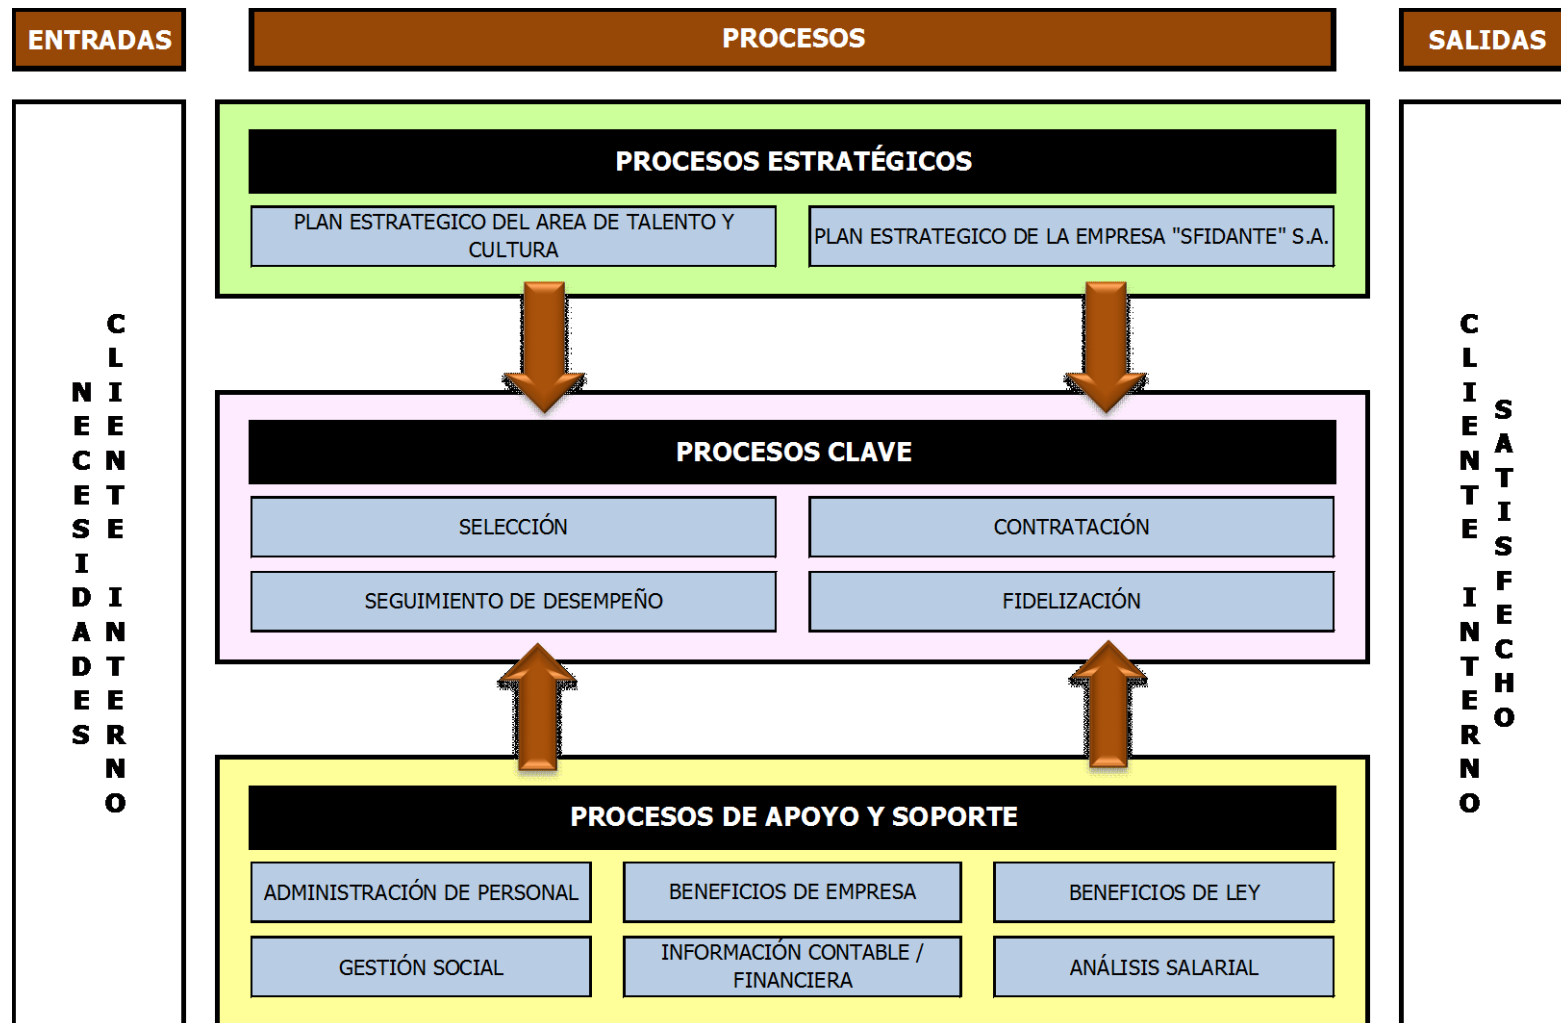 ENTRADAS
PROCESOS
SALIDAS
NECESIDADES
CLIENTE INTERNO
PROCESOS ESTRATÉGICOS
PLAN ESTRATEGICO DEL AREA DE TALENTO Y
CULTURA
PLAN ESTRATEGICO DE LA EMPRESA "SFIDANTE" S.A.
PROCESOS CLAVE
SELECCIÓN
CONTRATACIÓN
SEGUIMIENTO DE DESEMPEÑO
FIDELIZACIÓN
PROCESOS DE APOYO Y SOPORTE
ADMINISTRACIÓN DE PERSONAL
BENEFICIOS DE EMPRESA
BENEFICIOS DE LEY
GESTIÓN SOCIAL
INFORMACIÓN CONTABLE /
FINANCIERA
ANÁLISIS SALARIAL
CLIENTE INTERNO
SATISFECHO